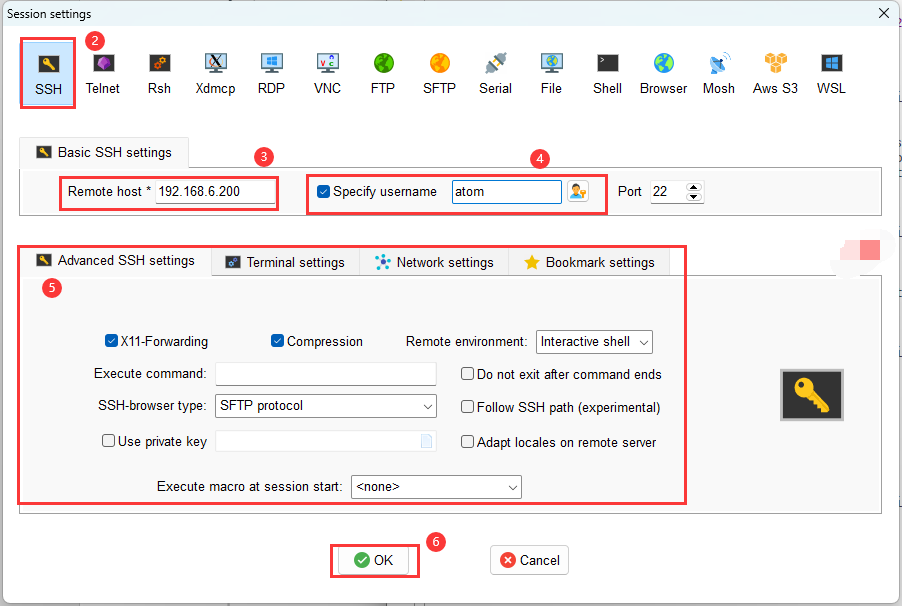 Session settings
2
SSH Telnet Rsh Xdmcp RDP VNC FTP SFTP Serial File Shell Browser Mosh Aws S3 WSL
Basic SSH settings
3 4
Remote host * 192.168.6.200 Specify username atom Port 22
Advanced SSH settings Terminal settings Network settings Bookmark settings
5
X11-Forwarding Compression Remote environment: Interactive shell
Execute command: Do not exit after command ends
SSH-browser type: SFTP protocol Follow SSH path (experimental)
Use private key Adapt locales on remote server
Execute macro at session start: <none>
6
OK Cancel